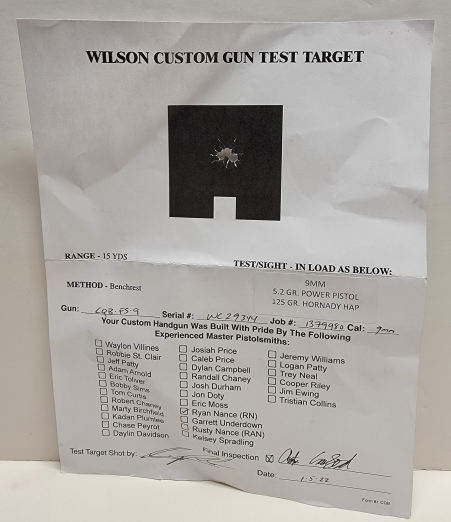 WILSON CUSTOM GUN TEST TARGET
RANGE - 15 YDS
TEST/SIGHT - IN LOAD AS BELOW:
METHOD - Benchrest
9MM
5.2 GR. POWER PISTOL
125 GR. HORNADY HAP
Gun: CQB-FS-9 Serial #: WC29344 Job #: 1379980 Cal: 9mm
Your Custom Handgun Was Built With Pride By The Following
Experienced Master Pistolsmiths:
Waylon Villines
Robbie St. Clair
Jeff Patty
Adam Arnold
Eric Toliver
Bobby Sims
Tom Curtis
Robert Chaney
Marty Birchfield
Kadan Plumlee
Chase Peyrot
Daylin Davidson
Josiah Price
Caleb Price
Dylan Campbell
Randall Chaney
Josh Durham
Jon Doty
Eric Moss
Ryan Nance (RN)
Garrett Underdown
Rusty Nance (RAN)
Kelsey Spradling
Jeremy Williams
Logan Patty
Trey Neal
Cooper Riley
Jim Ewing
Tristian Collins
Test Target Shot by:
Final Inspection
Date: 1-5-22